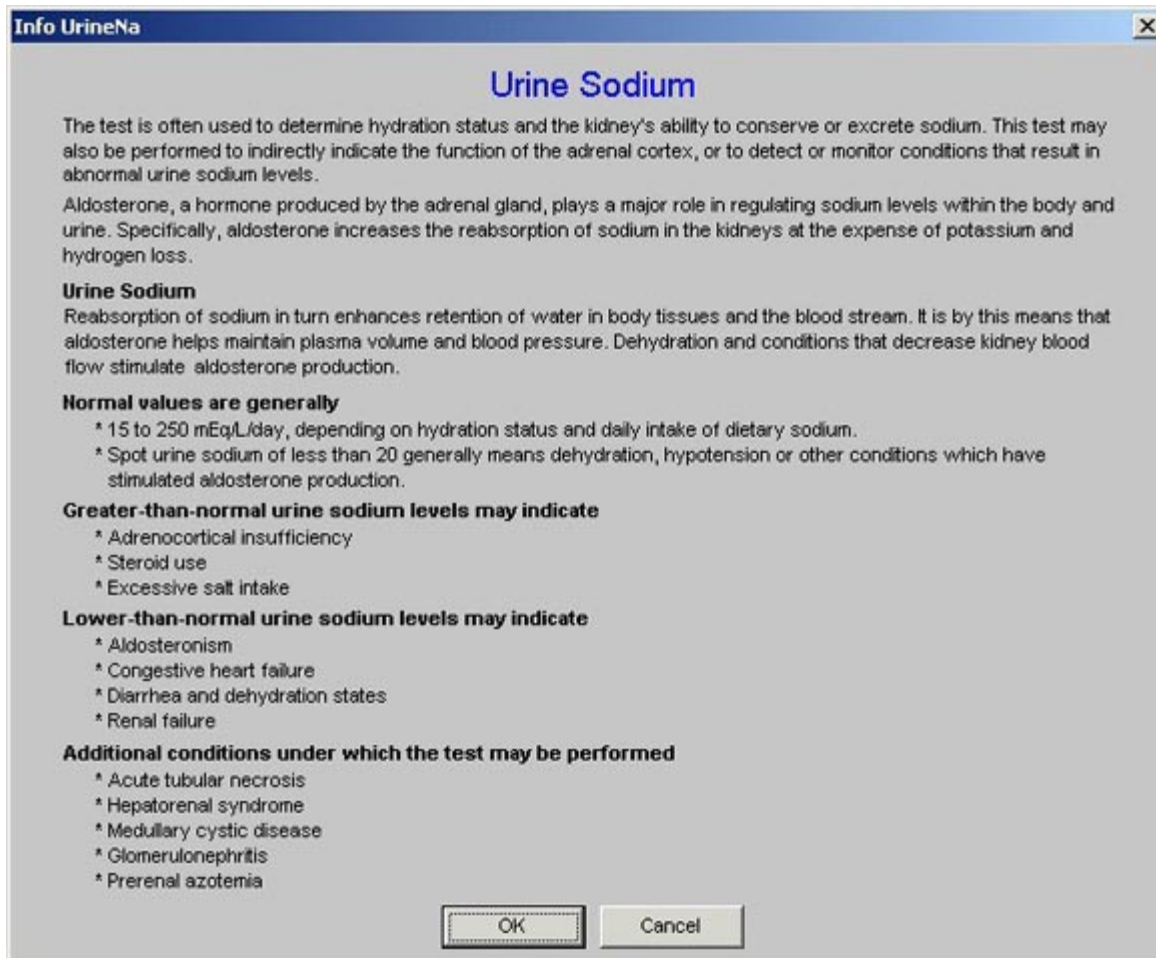 Info UrineNa
Urine Sodium
The test is often used to determine hydration status and the kidney's ability to conserve or excrete sodium. This test may
also be performed to indirectly indicate the function of the adrenal cortex, or to detect or monitor conditions that result in
abnormal urine sodium levels.
Aldosterone, a hormone produced by the adrenal gland, plays a major role in regulating sodium levels within the body and
urine. Specifically, aldosterone increases the reabsorption of sodium in the kidneys at the expense of potassium and
hydrogen loss.
Urine Sodium
Reabsorption of sodium in turn enhances retention of water in body tissues and the blood stream. It is by this means that
aldosterone helps maintain plasma volume and blood pressure. Dehydration and conditions that decrease kidney blood
flow stimulate aldosterone production.
Normal values are generally
* 15 to 250 mEq/L/day, depending on hydration status and daily intake of dietary sodium.
* Spot urine sodium of less than 20 generally means dehydration, hypotension or other conditions which have
stimulated aldosterone production.
Greater-than-normal urine sodium levels may indicate
* Adrenocortical insufficiency
* Steroid use
* Excessive salt intake
Lower-than-normal urine sodium levels may indicate
* Aldosteronism
* Congestive heart failure
* Diarrhea and dehydration states
* Renal failure
Additional conditions under which the test may be performed
* Acute tubular necrosis
* Hepatorenal syndrome
* Medullary cystic disease
* Glomerulonephritis
* Prerenal azotemia
OK Cancel